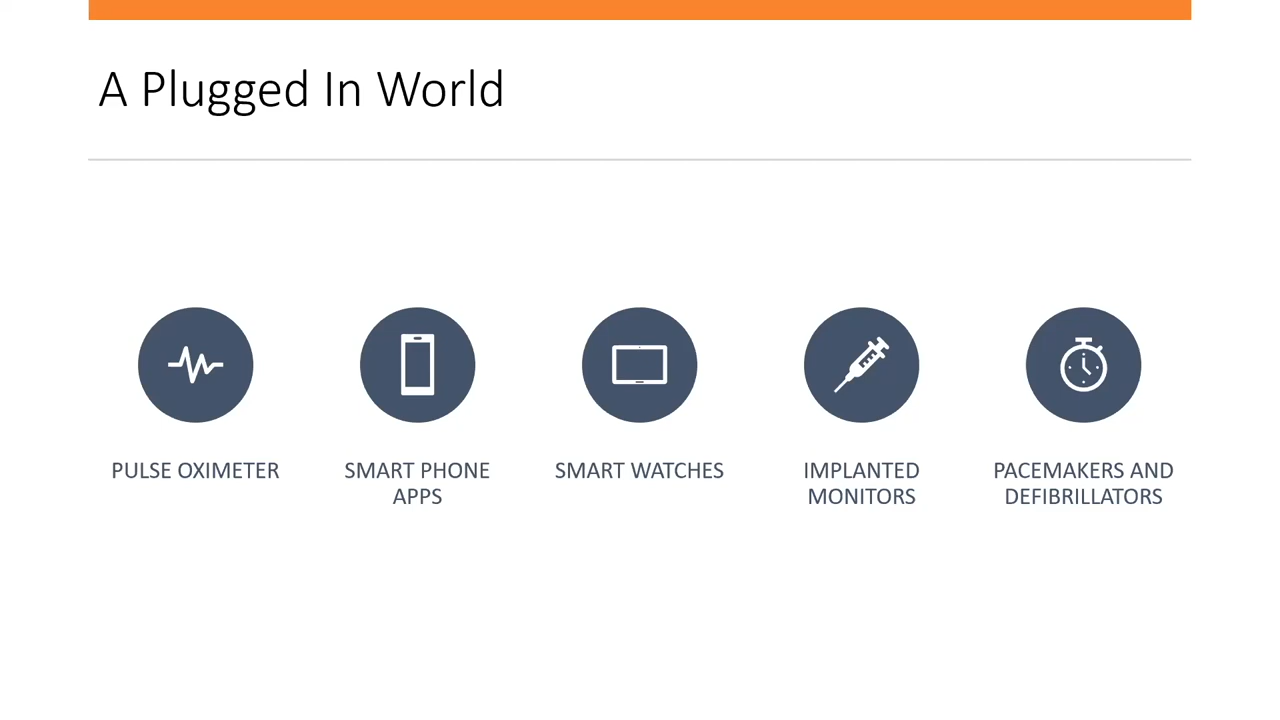 A Plugged In World
PULSE OXIMETER
SMART PHONE
APPS
SMART WATCHES
IMPLANTED
MONITORS
PACEMAKERS AND
DEFIBRILLATORS